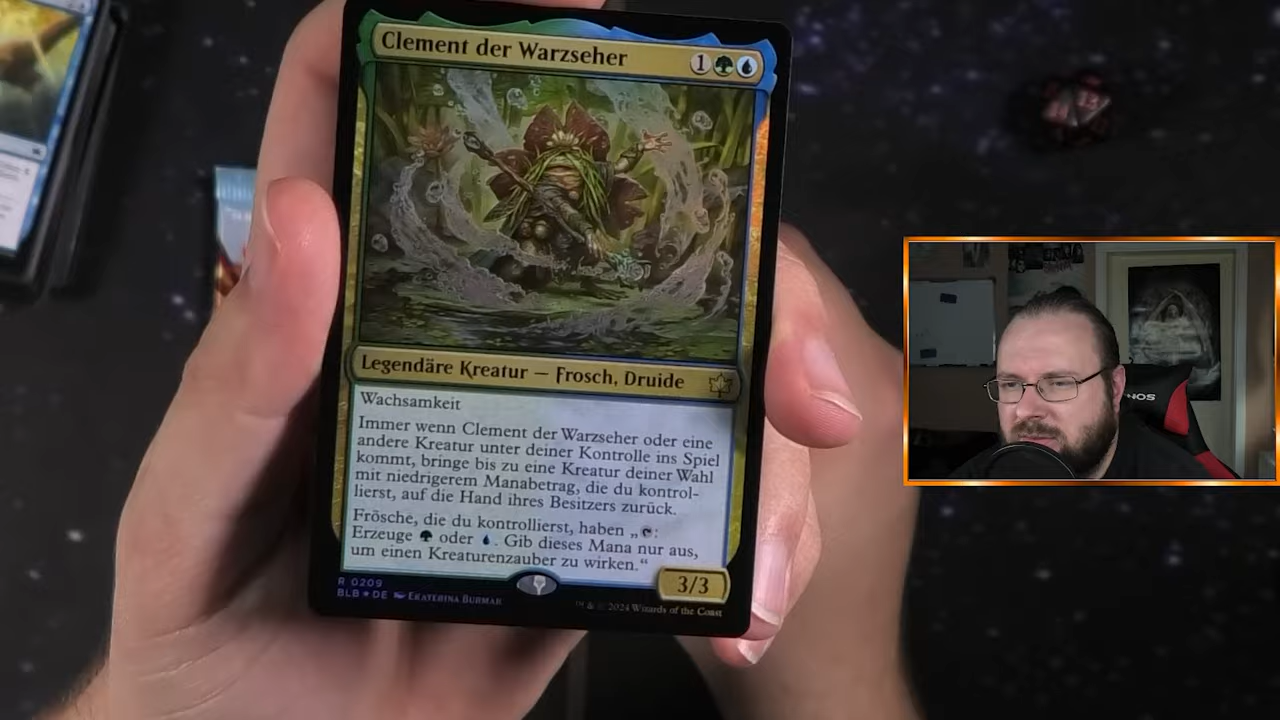 Clement der Warzseher
1
Legendäre Kreatur — Frosch, Druide
Wachsamkeit
Immer wenn Clement der Warzseher oder eine
andere Kreatur unter deiner Kontrolle ins Spiel
kommt, bringe bis zu eine Kreatur deiner Wahl
mit niedrigerem Manabetrag, die du kontrol-
lierst, auf die Hand ihres Besitzers zurück.
Frösche, die du kontrollierst, haben „ :
Erzeuge oder . Gib dieses Mana nur aus,
um einen Kreaturenzauber zu wirken.“
3/3
R 0209
BLB ★ DE Ekaterina Burmak
™ & © 2024 Wizards of the Coast